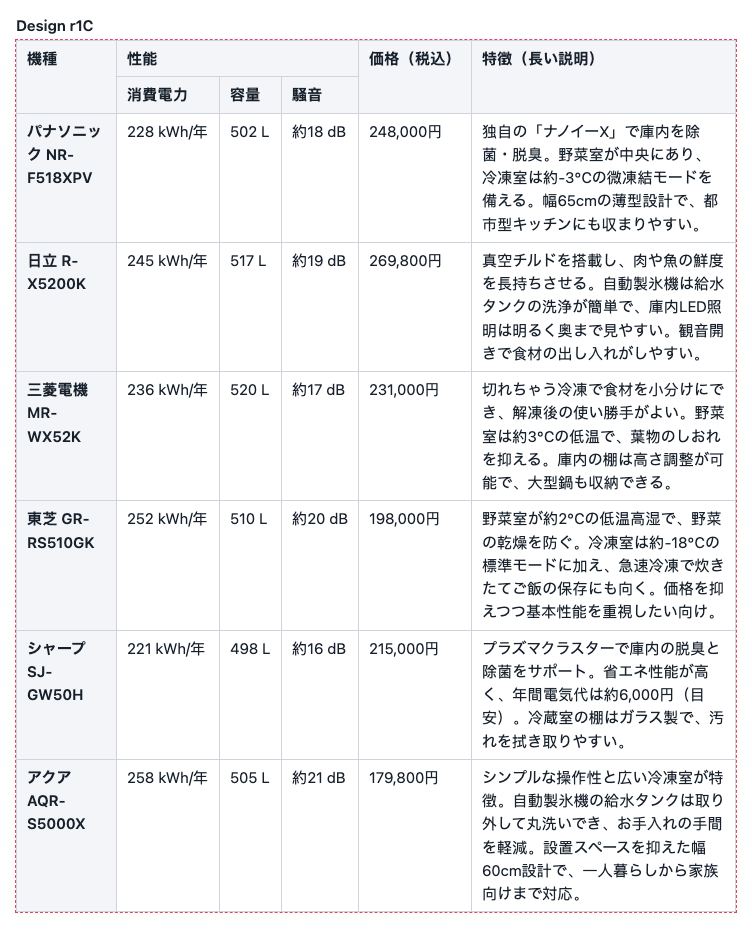 Design r1C
機種
性能
価格（税込）
特徴（長い説明）
消費電力
容量
騒音
パナソニッ
ク NR-
F518XPV
228 kWh/年
502 L
約18 dB
248,000円
独自の「ナノイーX」で庫内を除
菌・脱臭。野菜室が中央にあり、
冷凍室は約-3°Cの微凍結モードを
備える。幅65cmの薄型設計で、都
市型キッチンにも収まりやすい。
日立 R-
X5200K
245 kWh/年
517 L
約19 dB
269,800円
真空チルドを搭載し、肉や魚の鮮度
を長持ちさせる。自動製氷機は給水
タンクの洗浄が簡単で、庫内LED照
明は明るく奥まで見やすい。観音開
きで食材の出し入れがしやすい。
三菱電機
MR-
WX52K
236 kWh/年
520 L
約17 dB
231,000円
切れちゃう冷凍で食材を小分けにで
き、解凍後の使い勝手がよい。野菜
室は約3°Cの低温で、葉物のしおれ
を抑える。庫内の棚は高さ調整が可
能で、大型鍋も収納できる。
東芝 GR-
RS510GK
252 kWh/年
510 L
約20 dB
198,000円
野菜室が約2°Cの低温高湿で、野菜
の乾燥を防ぐ。冷凍室は約-18°Cの
標準モードに加え、急速冷凍で炊き
たてご飯の保存にも向く。価格を抑
えつつ基本性能を重視したい向け。
シャープ
SJ-
GW50H
221 kWh/年
498 L
約16 dB
215,000円
プラズマクラスターで庫内の脱臭と
除菌をサポート。省エネ性能が高
く、年間電気代は約6,000円（目
安）。冷蔵室の棚はガラス製で、汚
れを拭き取りやすい。
アクア
AQR-
S5000X
258 kWh/年
505 L
約21 dB
179,800円
シンプルな操作性と広い冷凍室が特
徴。自動製氷機の給水タンクは取り
外して丸洗いでき、お手入れの手間
を軽減。設置スペースを抑えた幅
60cm設計で、一人暮らしから家族
向けまで対応。